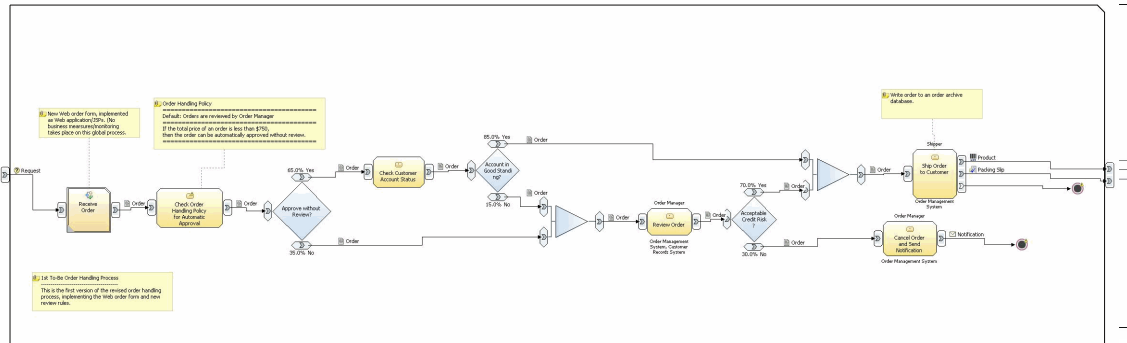 Request
New Web order form, implemented
as Web application/JSPs. (No
business measures/monitoring
takes place on this global process.
Receive
Order
Order
Order Handling Policy
================================================
Default: Orders are reviewed by Order Manager
================================================
If the total price of an order is less than $750,
then the order can be automatically approved without review.
================================================
Check Order
Handling Policy
for Automatic
Approval
Order
Approve without
Review?
65.0% Yes
Order
35.0% No
Order
Check Customer
Account Status
Order
85.0% Yes
Order
Account in
Good Standi
ng?
15.0% No
Order
Order
Order Manager
Review Order
Order Management
System, Customer
Records System
Order
70.0% Yes
Order
Acceptable
Credit Risk
?
30.0% No
Order
Order
Write order to an order archive
database.
Shipper
Ship Order
to Customer
Order Management
System
Product
Packing Slip
Order Manager
Cancel Order
and Send
Notification
Order Management System
Notification
1st To-Be Order Handling Process
------------------------------
This is the first version of the revised order handling
process, implementing the Web order form and new
review rules.